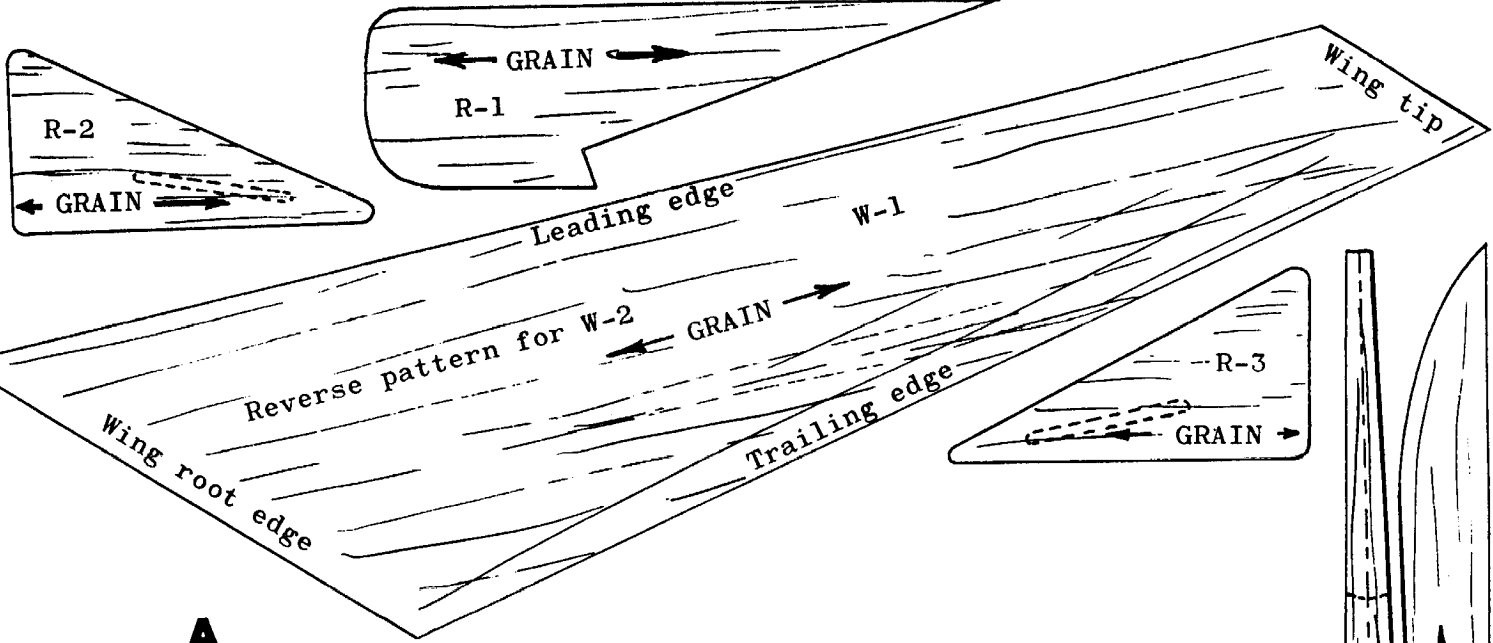 GRAIN
R-1
R-2
GRAIN
Wing tip
Leading edge
W-1
Reverse pattern for W-2
GRAIN
R-3
GRAIN
Trailing edge
Wing root edge
A